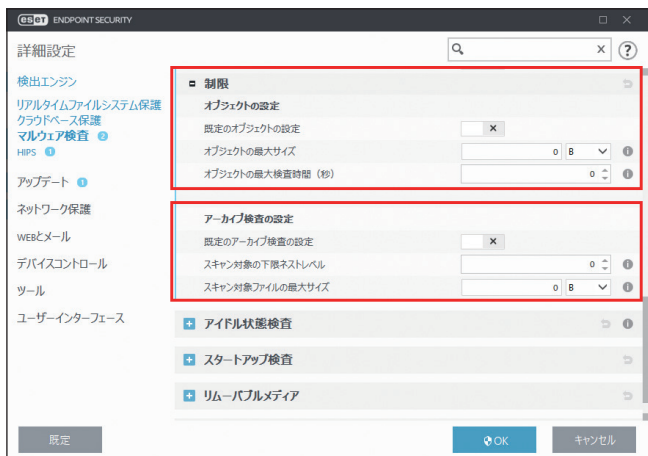 eset ENDPOINT SECURITY
詳細設定
検出エンジン
リアルタイムファイルシステム保護
クラウドベース保護
マルウェア検査 2
HIPS 1
アップデート 1
ネットワーク保護
WEBとメール
デバイスコントロール
ツール
ユーザーインターフェース
制限
オブジェクトの設定
既定のオブジェクトの設定
オブジェクトの最大サイズ 0 B
オブジェクトの最大検査時間（秒） 0
アーカイブ検査の設定
既定のアーカイブ検査の設定
スキャン対象の下限ネストレベル 0
スキャン対象ファイルの最大サイズ 0 B
アイドル状態検査
スタートアップ検査
リムーバブルメディア
既定
OK
キャンセル